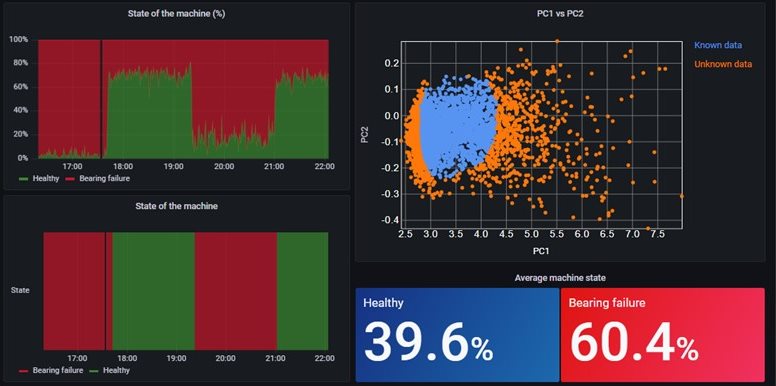 State of the machine (%)
100%
80%
60%
40%
20%
0%
17:00 18:00 19:00 20:00 21:00 22:00
Healthy Bearing failure
State of the machine
State
17:00 18:00 19:00 20:00 21:00 22:00
Bearing failure Healthy
PC1 vs PC2
Known data
Unknown data
PC2
0.2
0.1
0.0
-0.1
-0.2
-0.3
-0.4
2.5 3.0 3.5 4.0 4.5 5.0 5.5 6.0 6.5 7.0 7.5
PC1
Average machine state
Healthy
39.6%
Bearing failure
60.4%